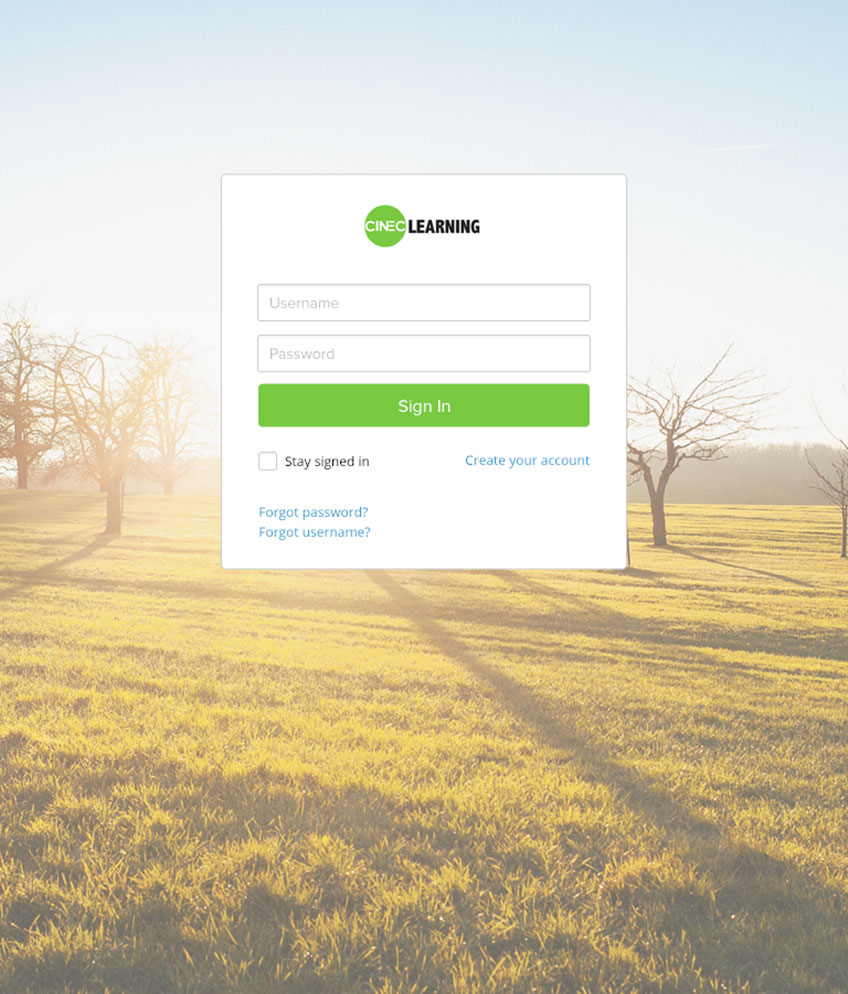 CINEC LEARNING
Username
Password
Sign In
Stay signed in
Create your account
Forgot password?
Forgot username?